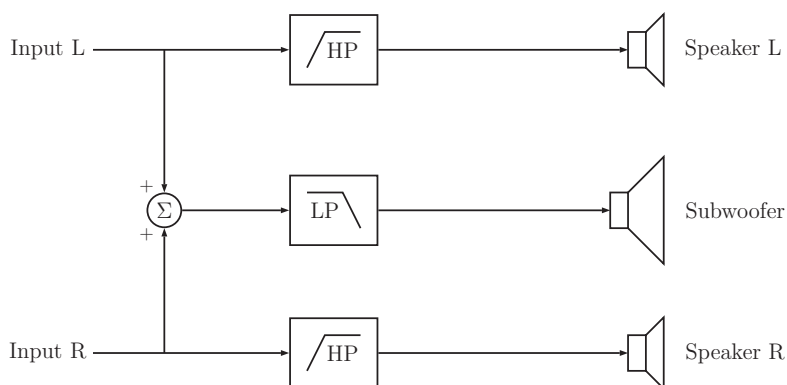 Input L
HP
Speaker L
+
Σ
LP
Subwoofer
+
Input R
HP
Speaker R